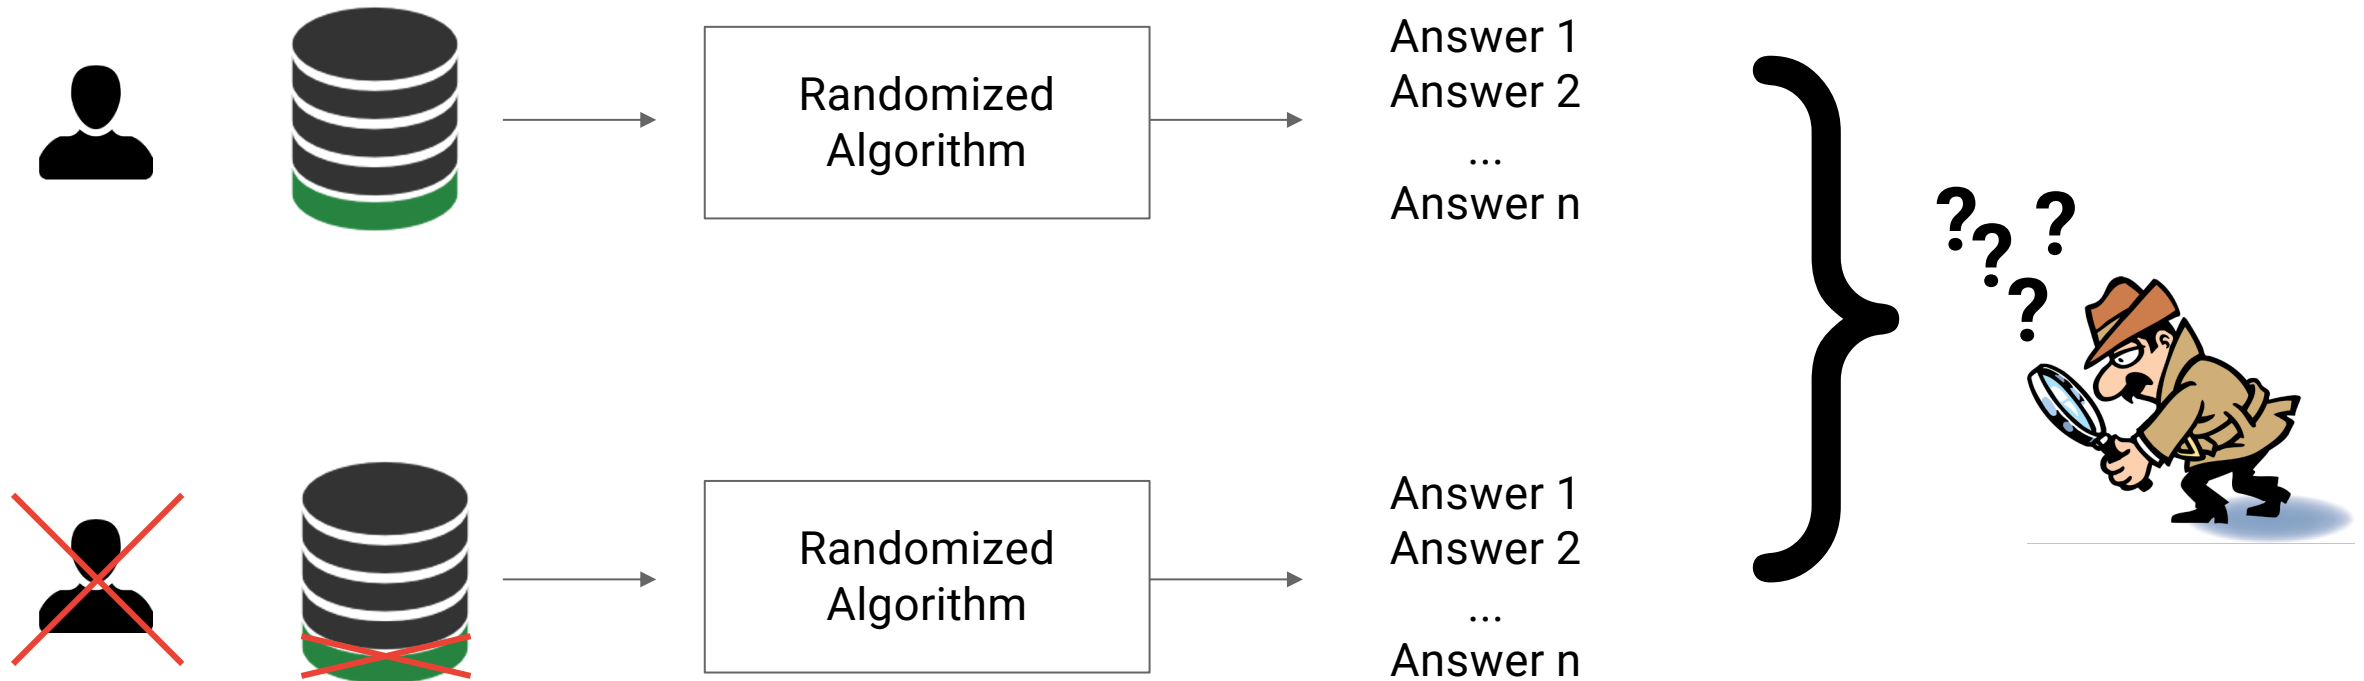 Randomized
Algorithm
Answer 1
Answer 2
...
Answer n
? ? ? ?
Randomized
Algorithm
Answer 1
Answer 2
...
Answer n